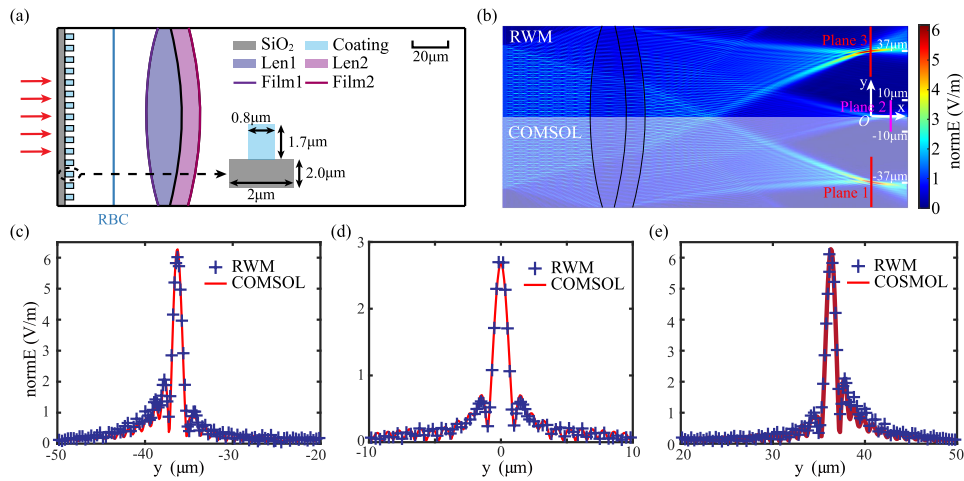 (a)
SiO₂
Coating
Len1
Len2
Film1
Film2
20μm
0.8μm
1.7μm
2.0μm
2μm
RBC
(b)
RWM
COMSOL
Plane 3
37μm
y
10μm
Plane 2
x
O
-10μm
-37μm
Plane 1
6
5
4
3
2
1
0
normE (V/m)
(c)
RWM
COMSOL
normE (V/m)
6
5
4
3
2
1
0
-50
-40
-30
-20
y (μm)
(d)
RWM
COMSOL
3
2
1
0
-10
0
10
y (μm)
(e)
RWM
COSMOL
6
5
4
3
2
1
0
20
30
40
50
y (μm)